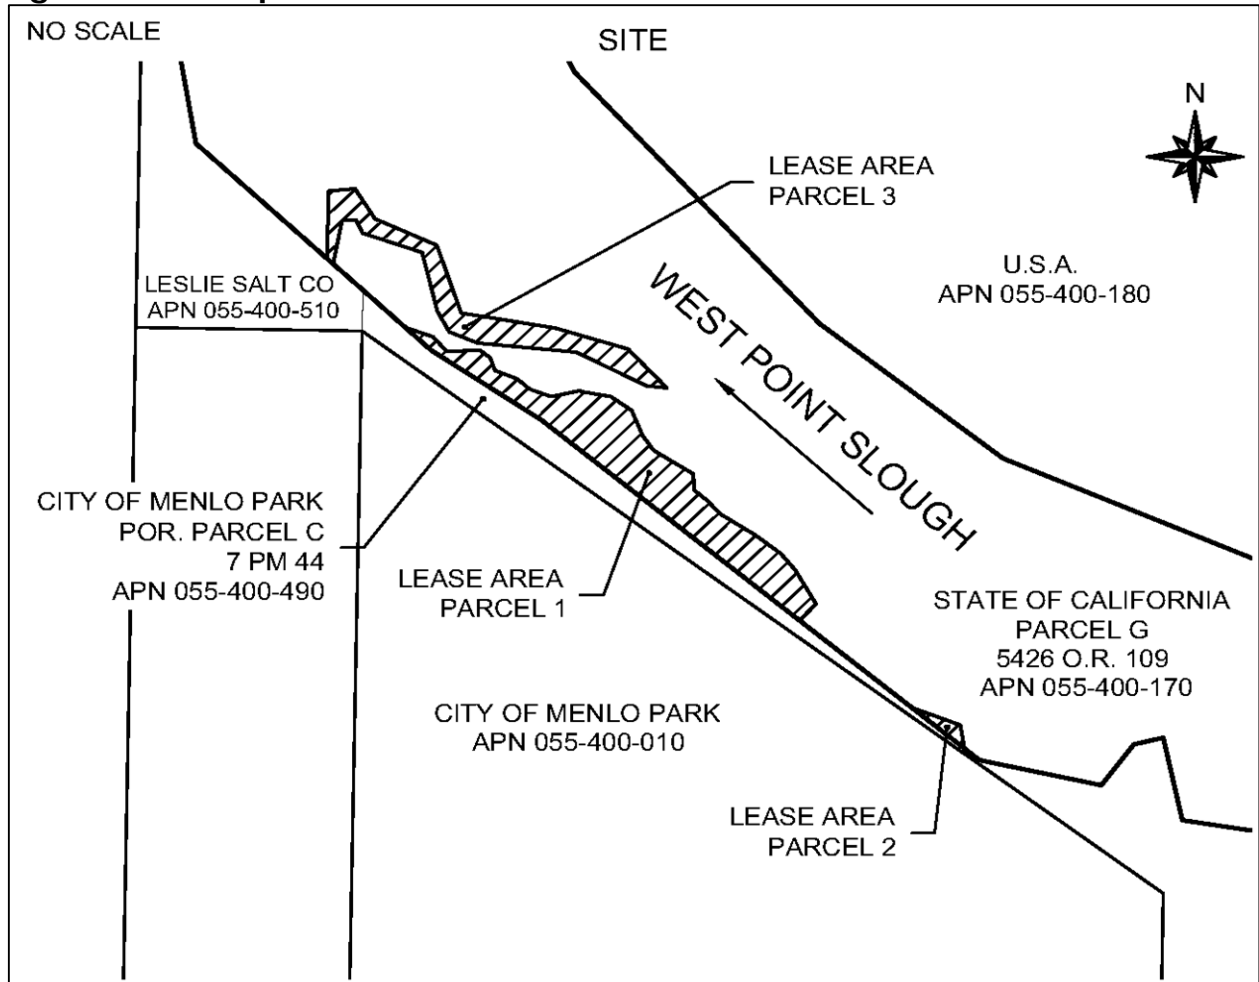 NO SCALE
SITE
N
LEASE AREA
PARCEL 3
U.S.A.
APN 055-400-180
LESLIE SALT CO
APN 055-400-510
WEST POINT SLOUGH
CITY OF MENLO PARK
POR. PARCEL C
7 PM 44
APN 055-400-490
LEASE AREA
PARCEL 1
STATE OF CALIFORNIA
PARCEL G
5426 O.R. 109
APN 055-400-170
CITY OF MENLO PARK
APN 055-400-010
LEASE AREA
PARCEL 2